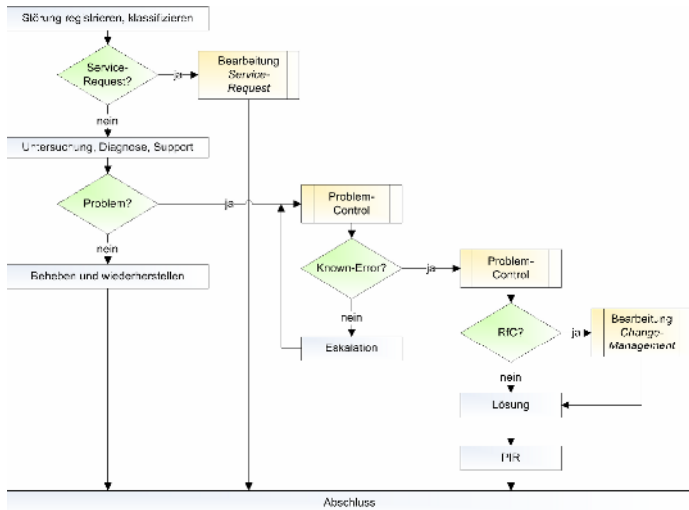 Störung registrieren, klassifizieren
Service-
Request?
ja
Bearbeitung
Service-
Request
nein
Untersuchung, Diagnose, Support
Problem?
ja
Problem-
Control
nein
Beheben und wiederherstellen
Known-Error?
ja
Problem-
Control
nein
Eskalation
RfC?
ja
Bearbeitung
Change-
Management
nein
Lösung
PIR
Abschluss